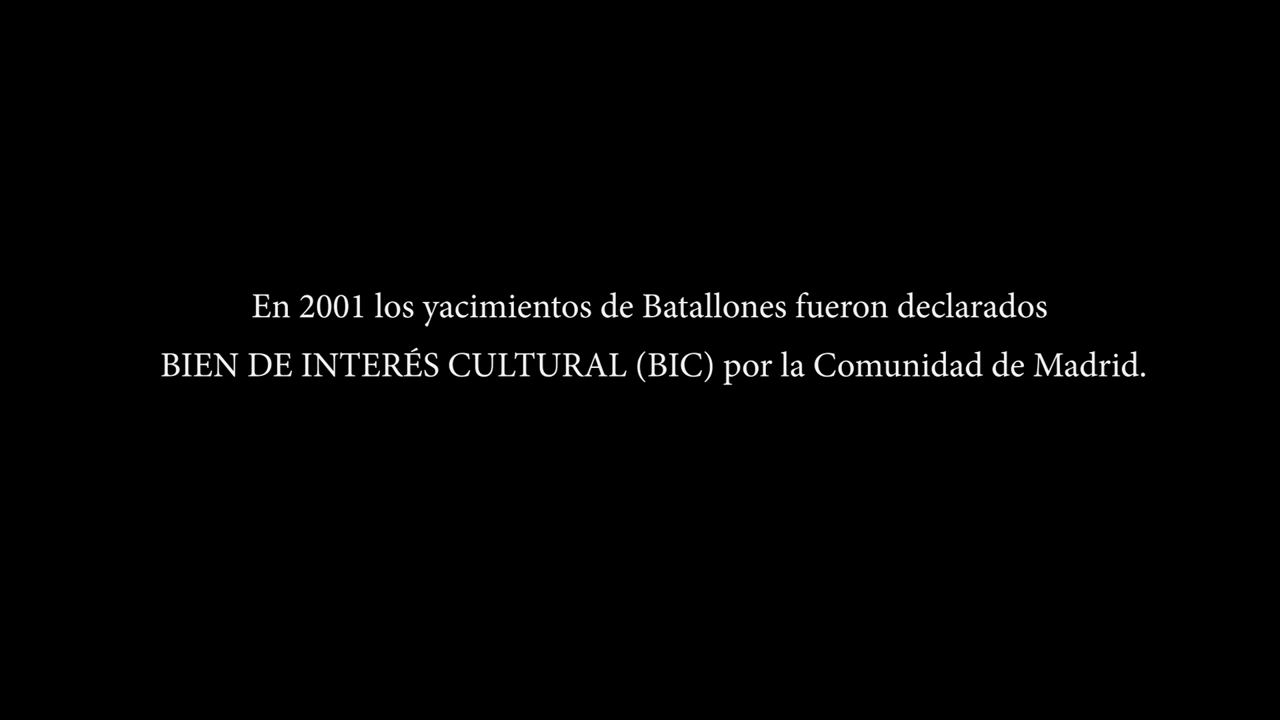 En 2001 los yacimientos de Batallones fueron declarados
BIEN DE INTERÉS CULTURAL (BIC) por la Comunidad de Madrid.